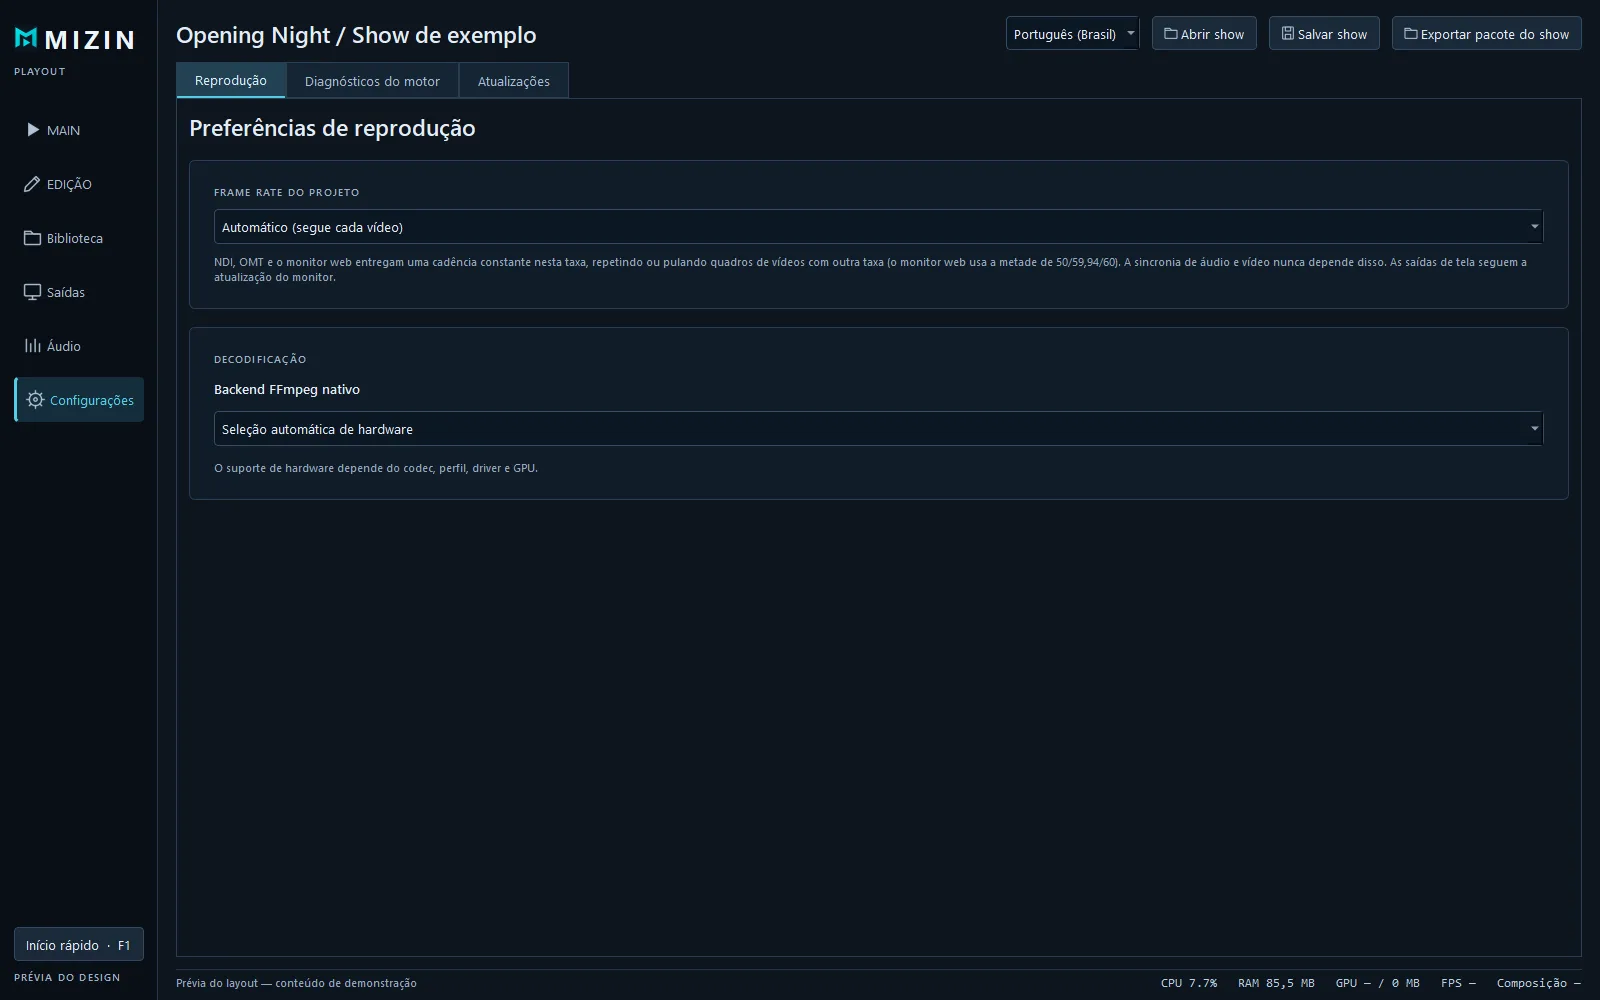 MIZIN
PLAYOUT
MAIN
EDIÇÃO
Biblioteca
Saídas
Áudio
Configurações
Início rápido · F1
PRÉVIA DO DESIGN
Opening Night / Show de exemplo
Português (Brasil)
Abrir show
Salvar show
Exportar pacote do show
Reprodução
Diagnósticos do motor
Atualizações
Preferências de reprodução
FRAME RATE DO PROJETO
Automático (segue cada vídeo)
NDI, OMT e o monitor web entregam uma cadência constante nesta taxa, repetindo ou pulando quadros de vídeos com outra taxa (o monitor web usa a metade de 50/59,94/60). A sincronia de áudio e vídeo nunca depende disso. As saídas de tela seguem a
atualização do monitor.
DECODIFICAÇÃO
Backend FFmpeg nativo
Seleção automática de hardware
O suporte de hardware depende do codec, perfil, driver e GPU.
Prévia do layout — conteúdo de demonstração
CPU 7.7%
RAM 85,5 MB
GPU — / 0 MB
FPS —
Composição —